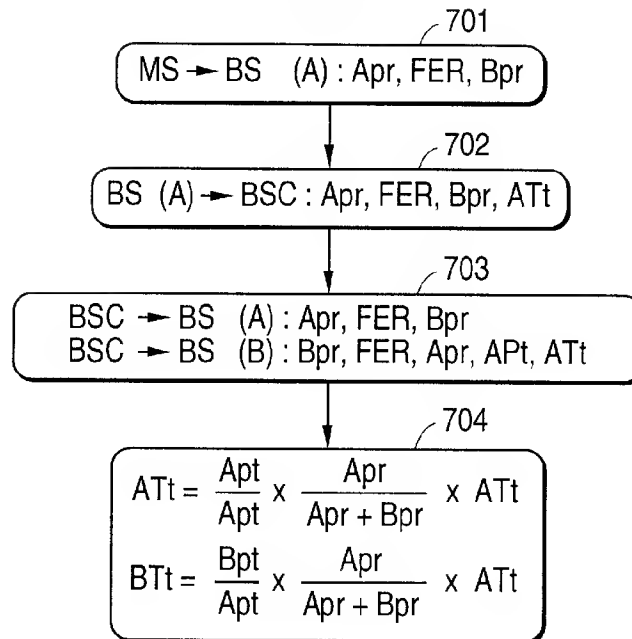 701
MS → BS (A) : Apr, FER, Bpr
702
BS (A) → BSC : Apr, FER, Bpr, ATt
703
BSC → BS (A) : Apr, FER, Bpr
BSC → BS (B) : Bpr, FER, Apr, APt, ATt
704
ATt = Apt/Apt x Apr/Apr + Bpr x ATt
BTt = Bpt/Apt x Apr/Apr + Bpr x ATt